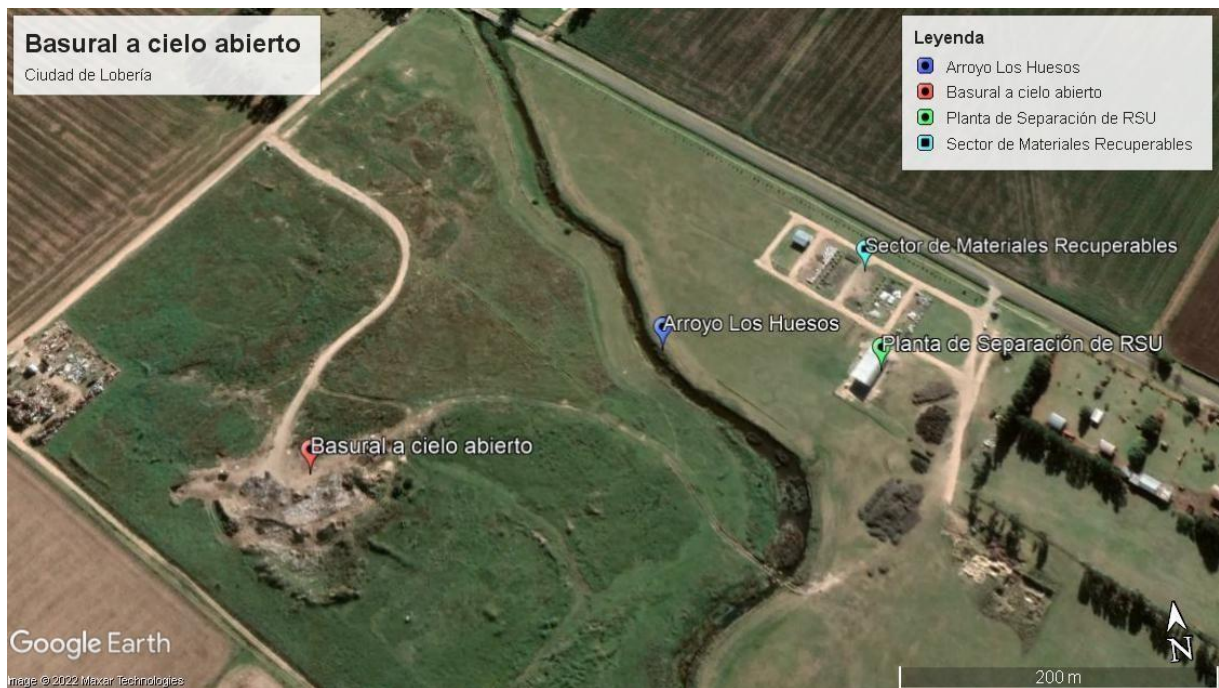 Basural a cielo abierto
Ciudad de Lobería
Leyenda
Arroyo Los Huesos
Basural a cielo abierto
Planta de Separación de RSU
Sector de Materiales Recuperables
Sector de Materiales Recuperables
Arroyo Los Huesos
Planta de Separación de RSU
Basural a cielo abierto
Google Earth
Image © 2022 Maxar Technologies
N
200 m